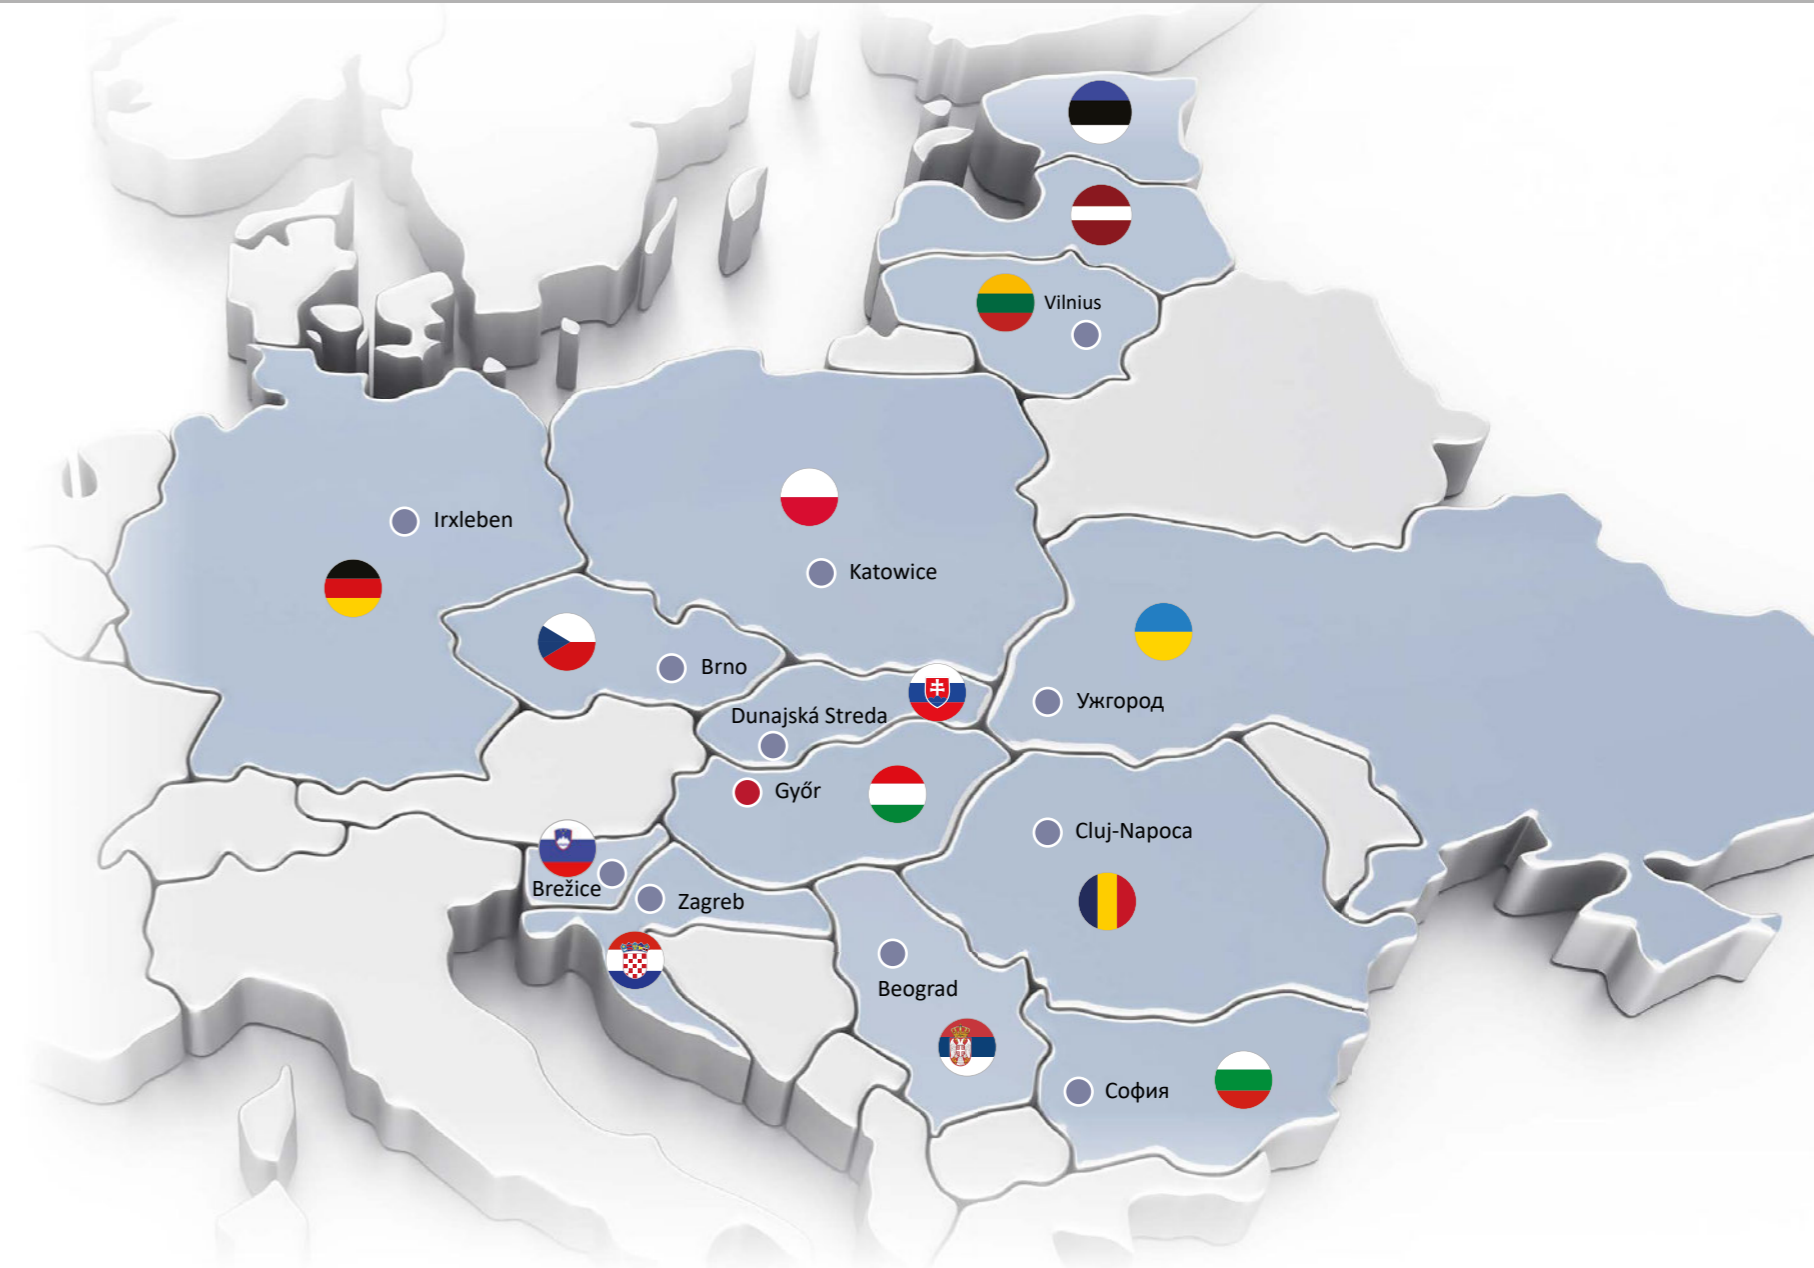 Vilnius
Irxleben
Katowice
Brno
Ужгород
Dunajská Streda
Győr
Cluj-Napoca
Brežice
Zagreb
Beograd
София